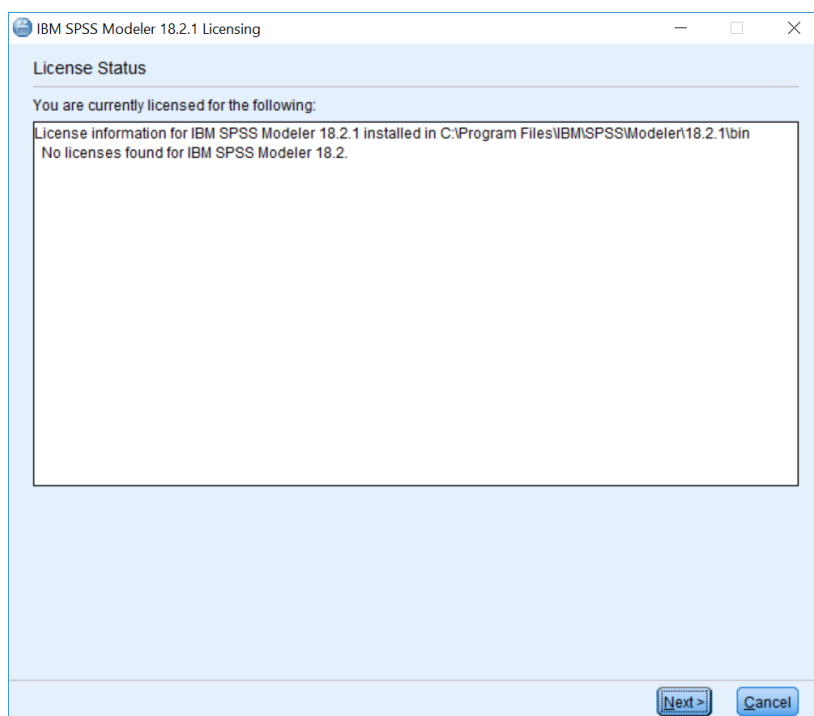 IBM SPSS Modeler 18.2.1 Licensing
License Status
You are currently licensed for the following:
License information for IBM SPSS Modeler 18.2.1 installed in C:\Program Files\IBM\SPSS\Modeler\18.2.1\bin
No licenses found for IBM SPSS Modeler 18.2.
Next >
Cancel